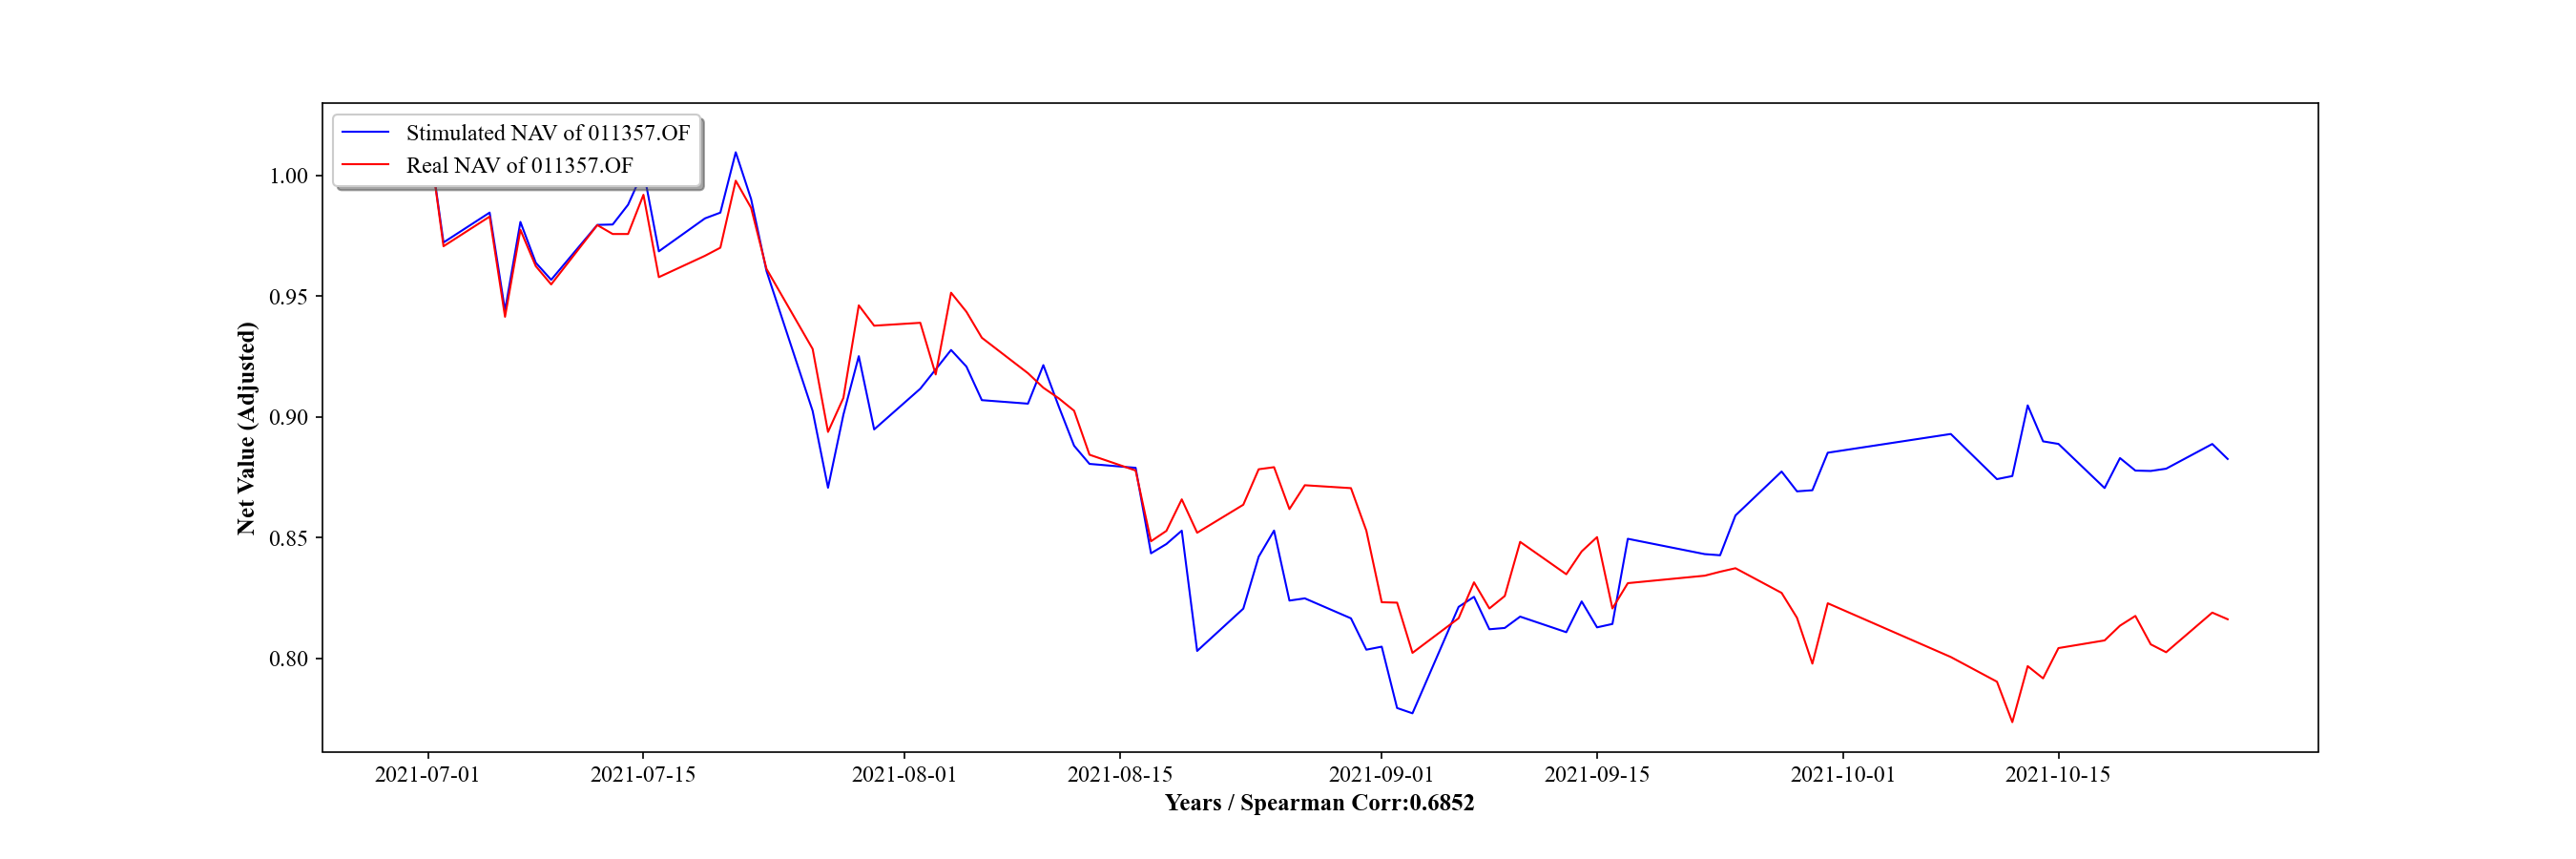 Stimulated NAV of 011357.OF
Real NAV of 011357.OF
1.00
0.95
0.90
0.85
0.80
Net Value (Adjusted)
2021-07-01 2021-07-15 2021-08-01 2021-08-15 2021-09-01 2021-09-15 2021-10-01 2021-10-15
Years / Spearman Corr:0.6852